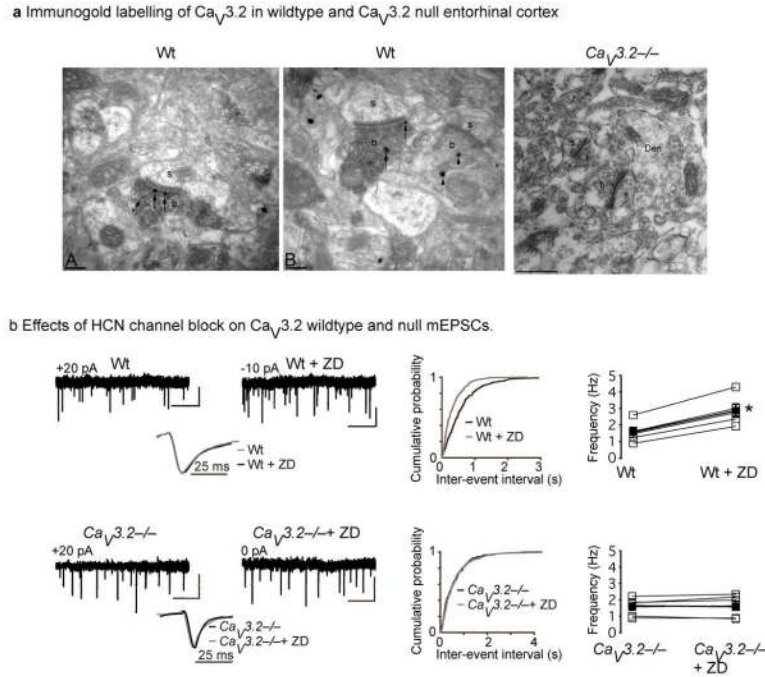 a Immunogold labelling of CaV3.2 in wildtype and CaV3.2 null entorhinal cortex
Wt
Wt
CaV3.2–/–
s
b
A
s
b
s
b
B
s
b
Den
b Effects of HCN channel block on CaV3.2 wildtype and null mEPSCs.
+20 pA
Wt
-10 pA
Wt + ZD
Wt
Wt + ZD
25 ms
Cumulative probability
1
0
0
1
2
3
Inter-event interval (s)
Wt
Wt + ZD
Frequency (Hz)
5
4
3
2
1
0
*
Wt
Wt + ZD
CaV3.2–/–
+20 pA
CaV3.2–/–+ ZD
0 pA
CaV3.2–/–
CaV3.2–/–+ ZD
25 ms
Cumulative probability
1
0
0
2
4
Inter-event interval (s)
CaV3.2–/–
CaV3.2–/–+ ZD
Frequency (Hz)
5
4
3
2
1
0
CaV3.2–/–
CaV3.2–/–
+ ZD